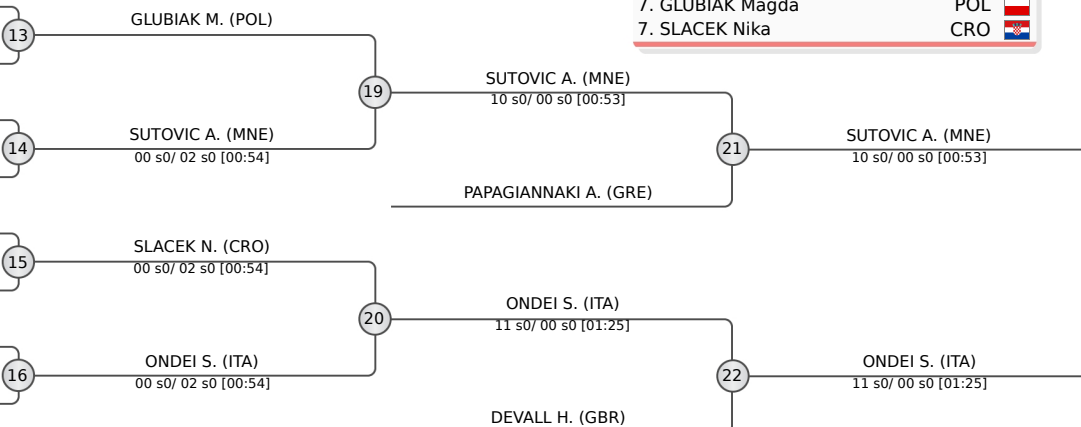 GLUBIAK M. (POL)
7. GLUBIAK Magda POL
7. SLACEK Nika CRO
13
SUTOVIC A. (MNE)
19
10 s0/ 00 s0 [00:53]
SUTOVIC A. (MNE)
14
00 s0/ 02 s0 [00:54]
21
SUTOVIC A. (MNE)
10 s0/ 00 s0 [00:53]
PAPAGIANNAKI A. (GRE)
SLACEK N. (CRO)
15
00 s0/ 02 s0 [00:54]
ONDEI S. (ITA)
20
11 s0/ 00 s0 [01:25]
ONDEI S. (ITA)
16
00 s0/ 02 s0 [00:54]
22
ONDEI S. (ITA)
11 s0/ 00 s0 [01:25]
DEVALL H. (GBR)